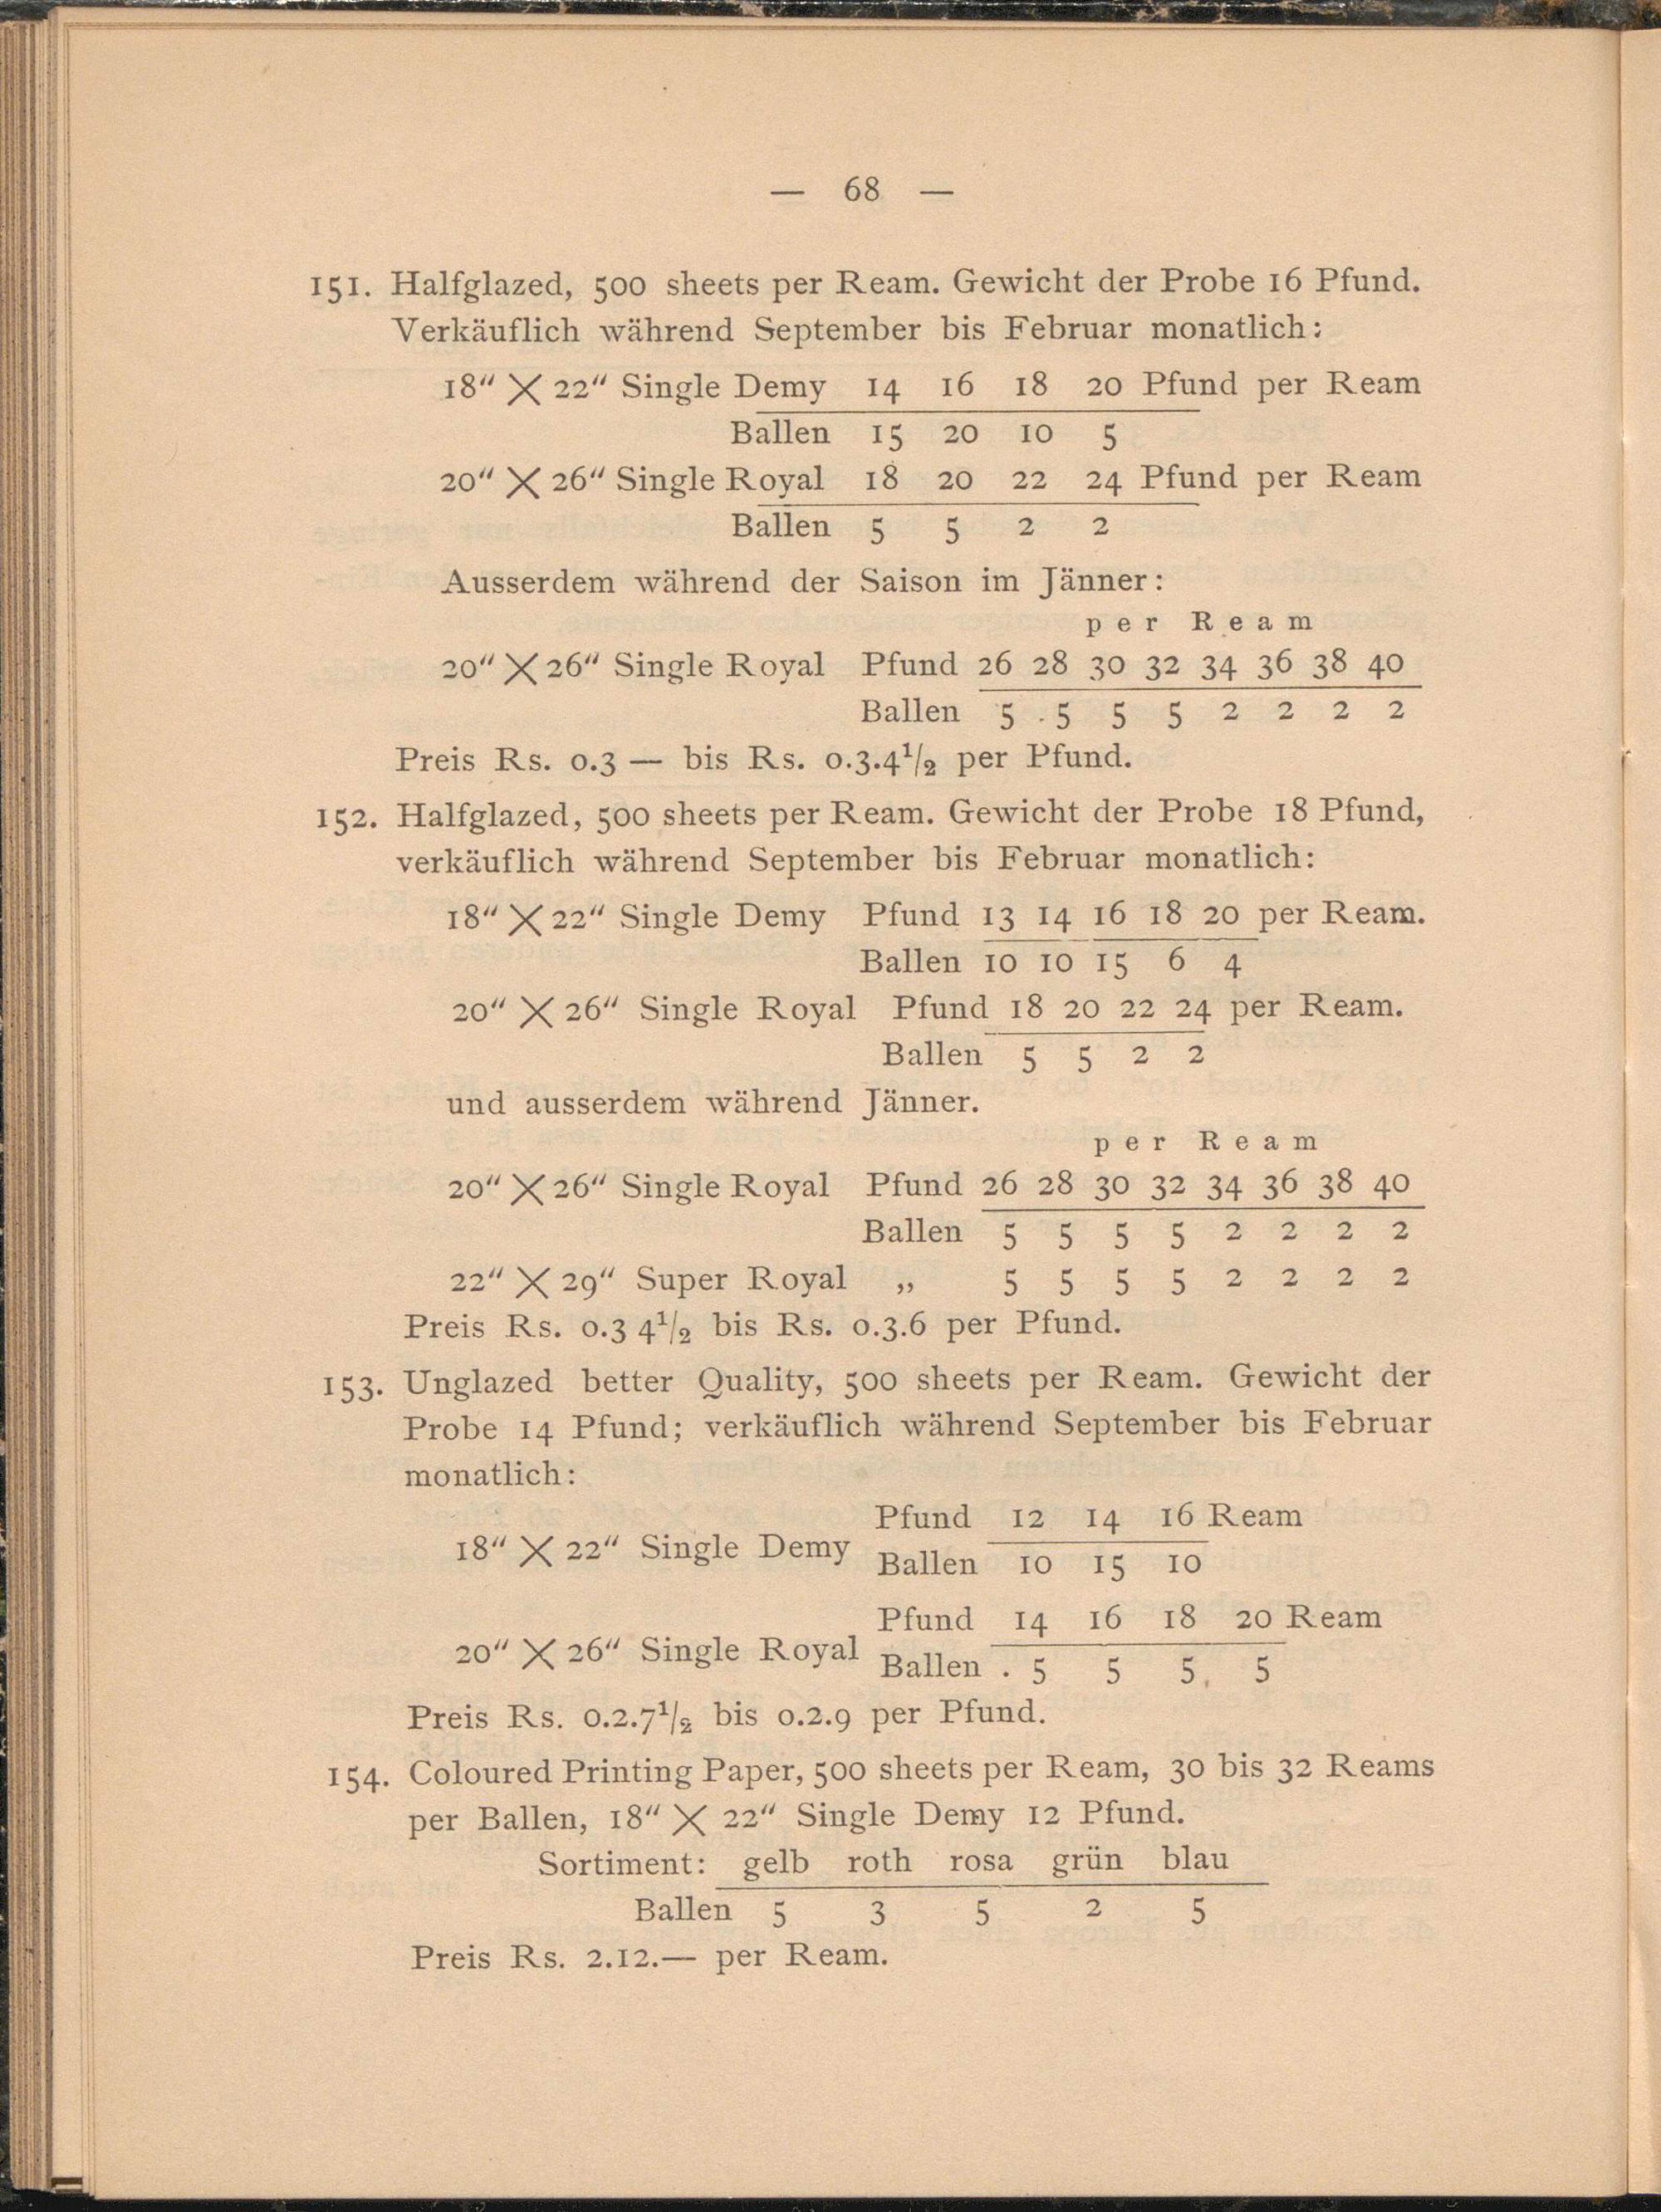 — 68 —
151. Halfglazed, 500 sheets per Ream. Gewicht der Probe 16 Pfund.
Verkäuflich während September bis Februar monatlich:
18“ ✕ 22“ Single Demy 14 16 18 20 Pfund per Ream
Ballen 15 20 10 5
20“ ✕ 26“ Single Royal 18 20 22 24 Pfund per Ream
Ballen 5 5 2 2
Ausserdem während der Saison im Jänner:
per Ream
20“ ✕ 26“ Single Royal Pfund 26 28 30 32 34 36 38 40
Ballen 5 5 5 5 2 2 2 2
Preis Rs. 0.3 — bis Rs. 0.3.4¹/₂ per Pfund.
152. Halfglazed, 500 sheets per Ream. Gewicht der Probe 18 Pfund,
verkäuflich während September bis Februar monatlich:
18“ ✕ 22“ Single Demy Pfund 13 14 16 18 20 per Ream.
Ballen 10 10 15 6 4
20“ ✕ 26“ Single Royal Pfund 18 20 22 24 per Ream.
Ballen 5 5 2 2
und ausserdem während Jänner.
per Ream
20“ ✕ 26“ Single Royal Pfund 26 28 30 32 34 36 38 40
Ballen 5 5 5 5 2 2 2 2
22“ ✕ 29“ Super Royal „ 5 5 5 5 2 2 2 2
Preis Rs. 0.3 4¹/₂ bis Rs. 0.3.6 per Pfund.
153. Unglazed better Quality, 500 sheets per Ream. Gewicht der
Probe 14 Pfund; verkäuflich während September bis Februar
monatlich:
Pfund 12 14 16 Ream
18“ ✕ 22“ Single Demy
Ballen 10 15 10
Pfund 14 16 18 20 Ream
20“ ✕ 26“ Single Royal
Ballen . 5 5 5 5
Preis Rs. 0.2.7¹/₂ bis 0.2.9 per Pfund.
154. Coloured Printing Paper, 500 sheets per Ream, 30 bis 32 Reams
per Ballen, 18“ ✕ 22“ Single Demy 12 Pfund.
Sortiment: gelb roth rosa grün blau
Ballen 5 3 5 2 5
Preis Rs. 2.12.— per Ream.